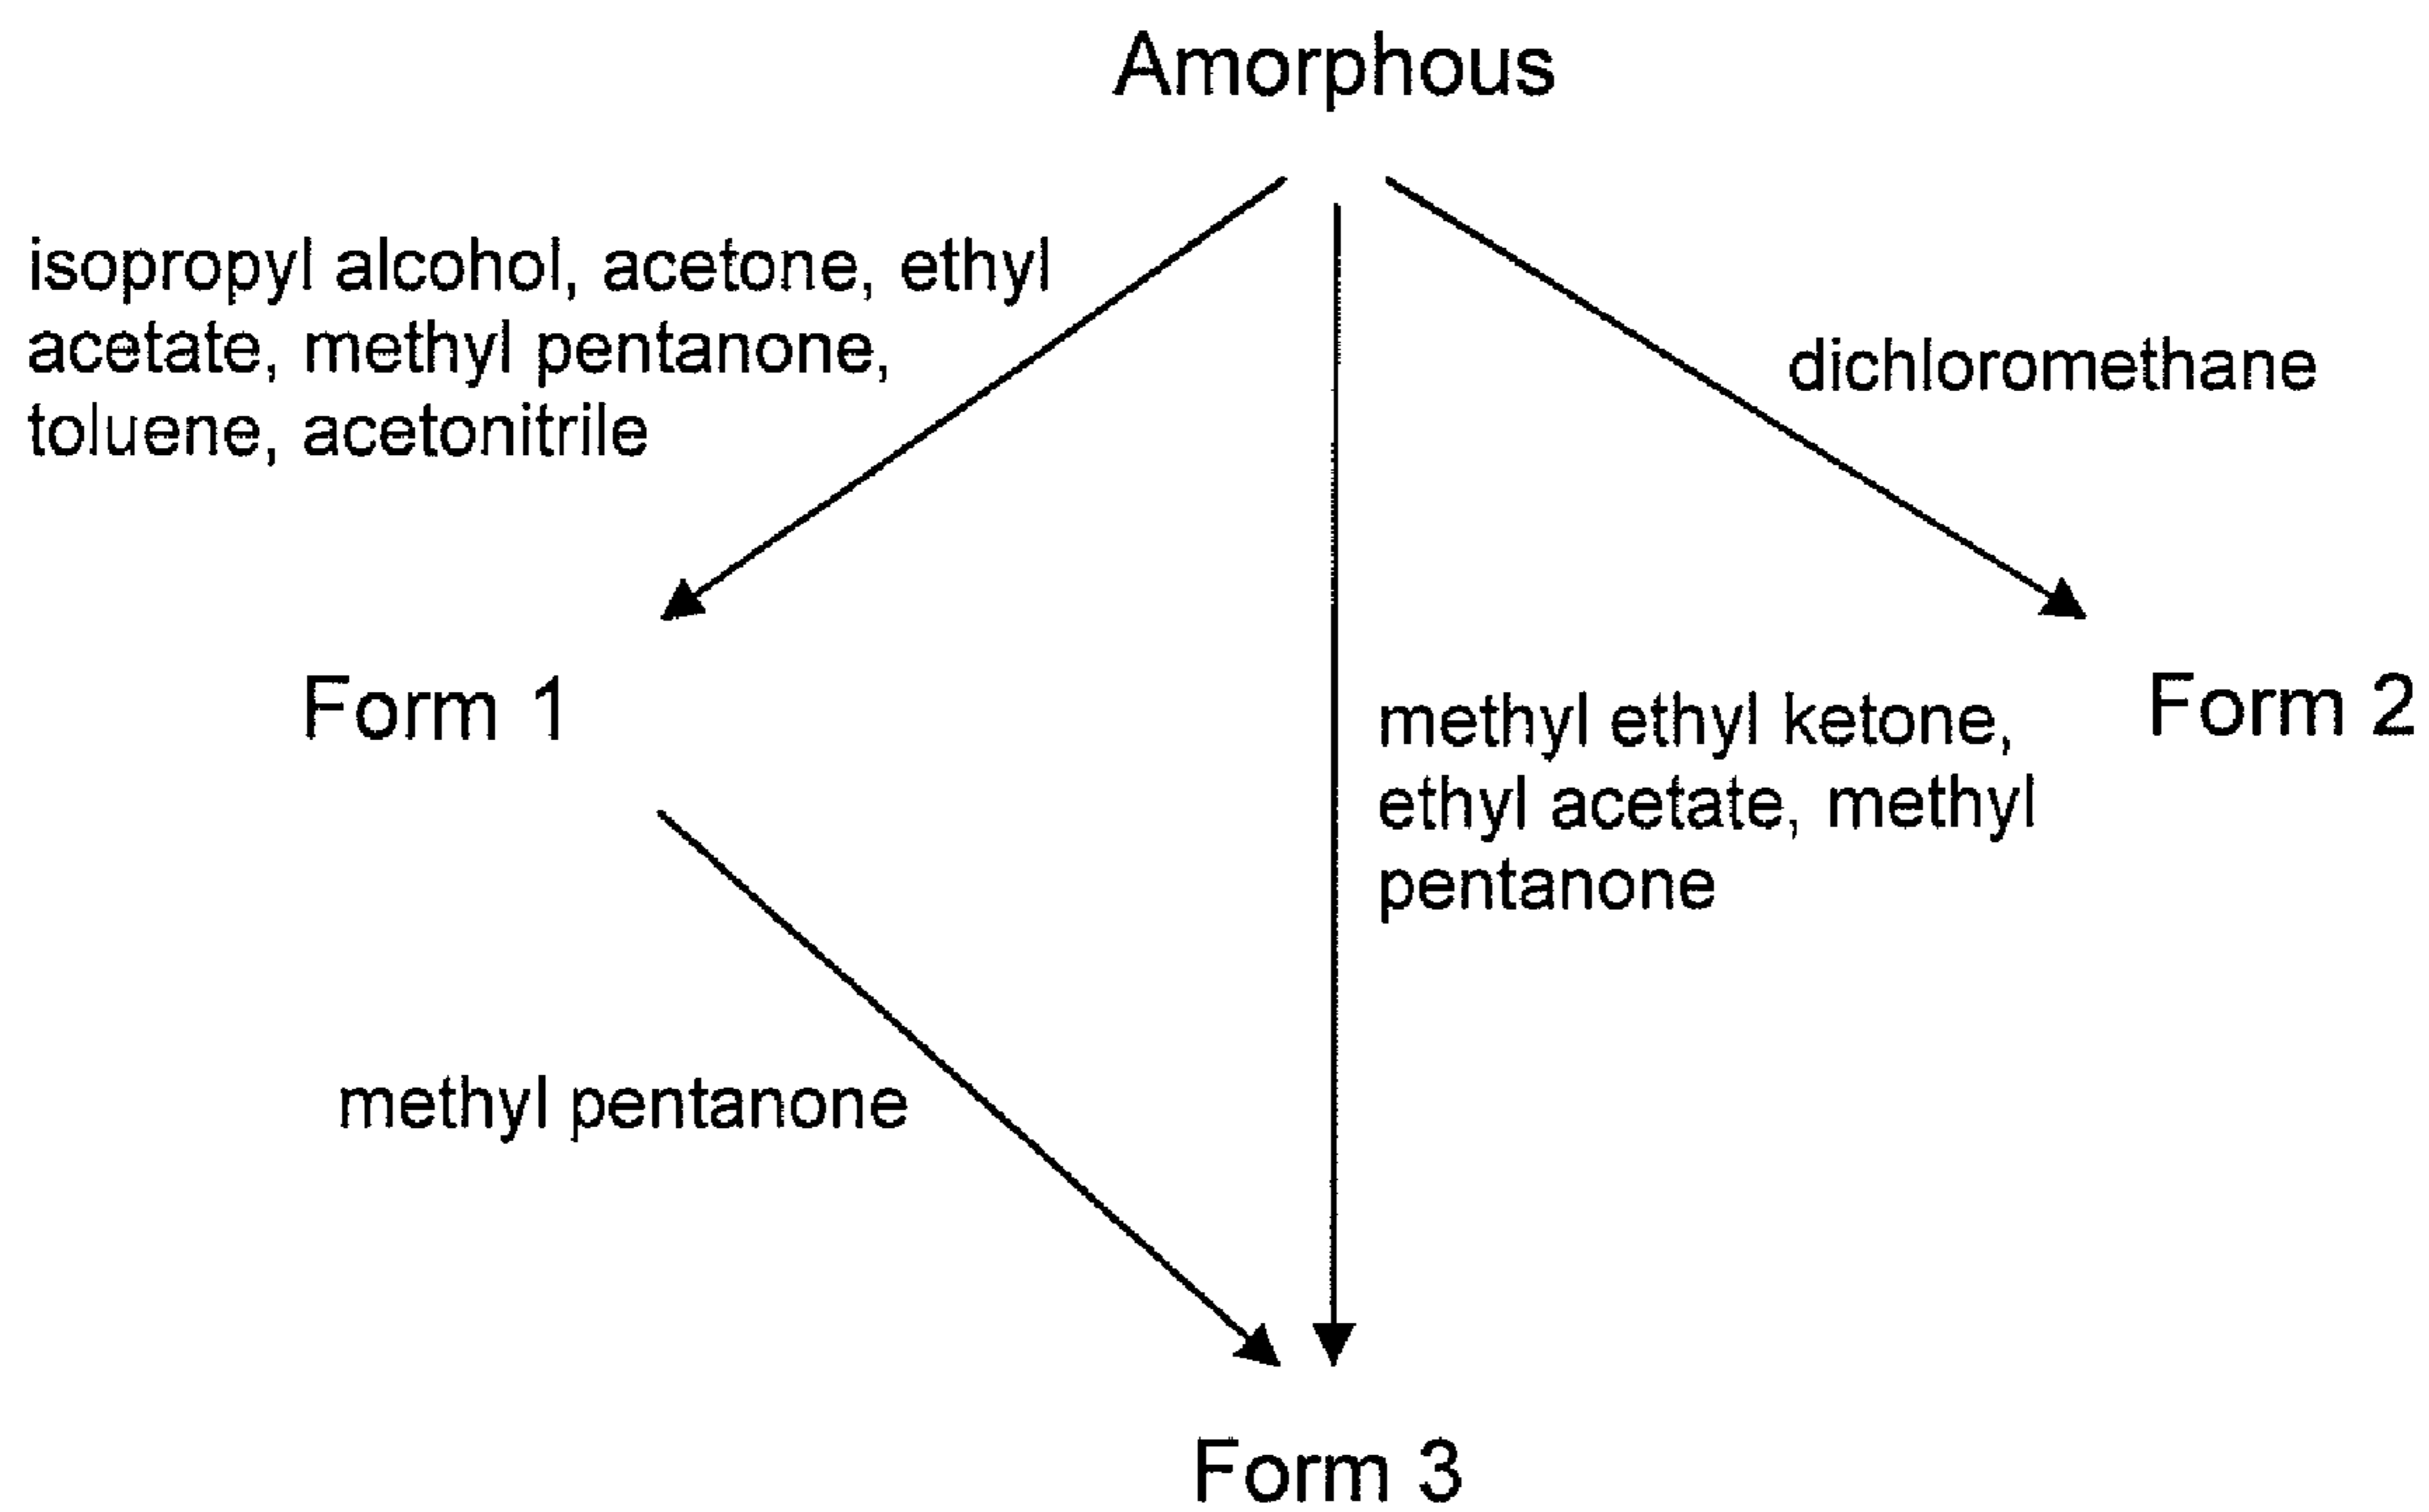 Amorphous
isopropyl alcohol, acetone, ethyl
acetate, methyl pentanone,
toluene, acetonitrile
dichloromethane
Form 1
Form 2
methyl ethyl ketone,
ethyl acetate, methyl
pentanone
methyl pentanone
Form 3